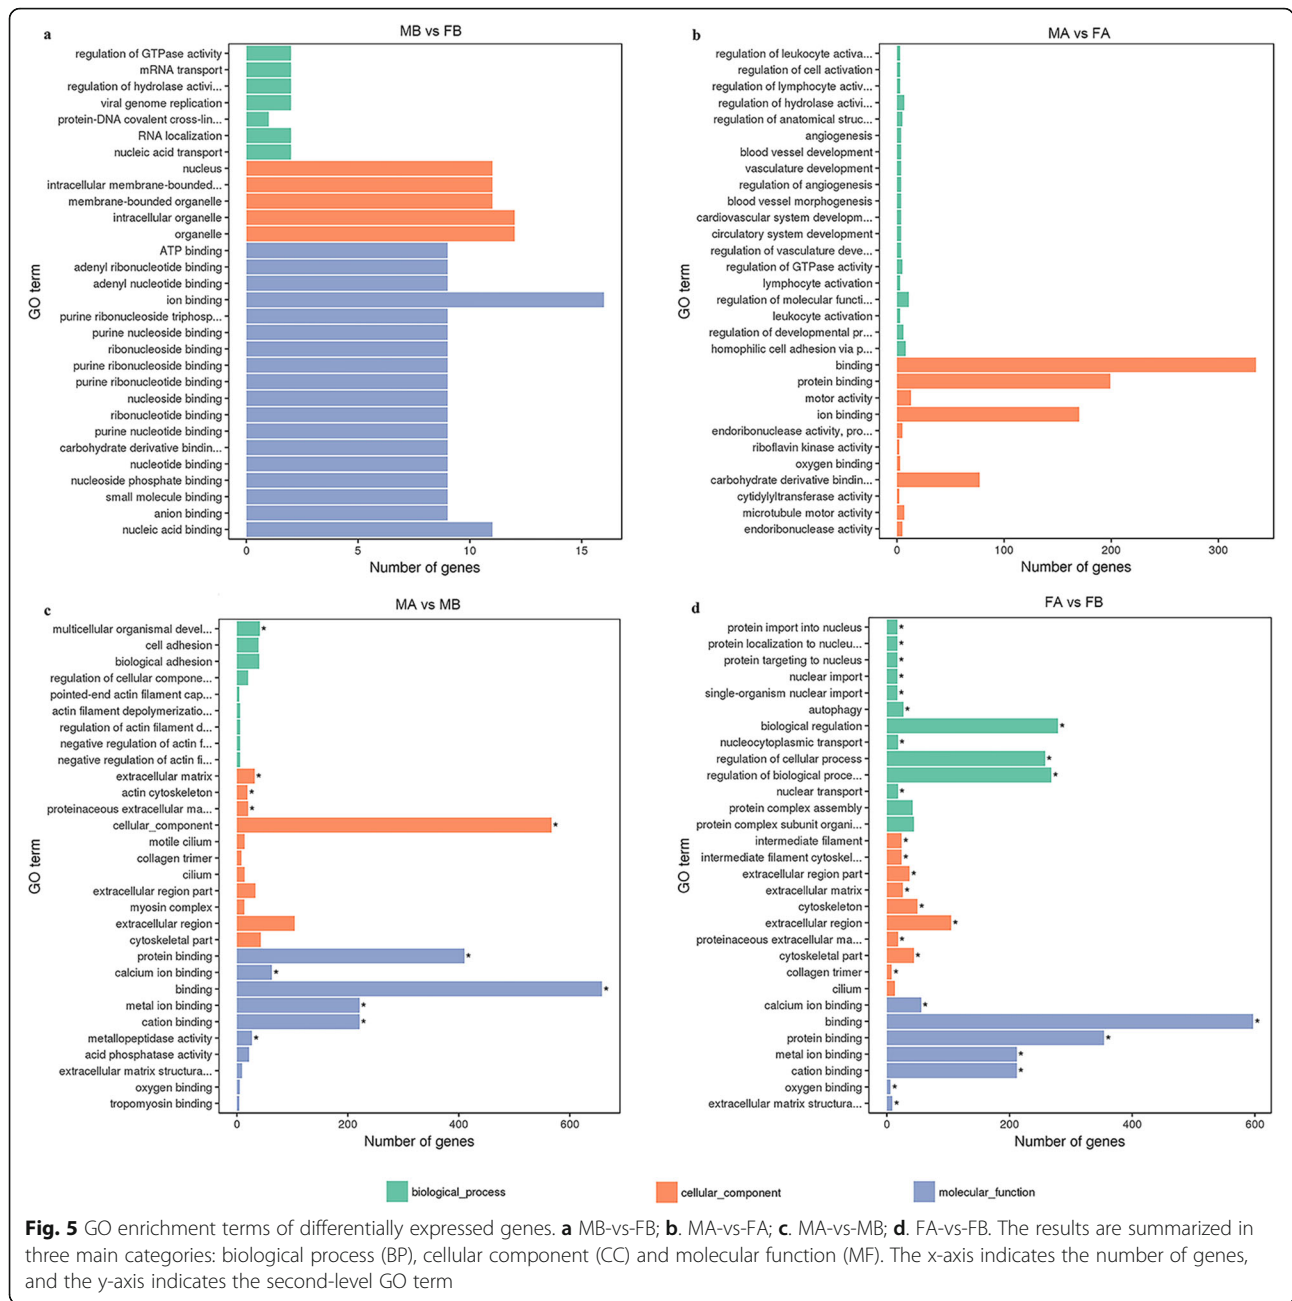 a
MB vs FB
regulation of GTPase activity
mRNA transport
regulation of hydrolase activi...
viral genome replication
protein-DNA covalent cross-lin...
RNA localization
nucleic acid transport
nucleus
intracellular membrane-bounded...
membrane-bounded organelle
intracellular organelle
organelle
ATP binding
adenyl ribonucleotide binding
adenyl nucleotide binding
ion binding
purine ribonucleoside triphosp...
purine nucleoside binding
ribonucleoside binding
purine ribonucleoside binding
purine ribonucleotide binding
nucleoside binding
ribonucleotide binding
purine nucleotide binding
carbohydrate derivative bindin...
nucleotide binding
nucleoside phosphate binding
small molecule binding
anion binding
nucleic acid binding
GO term
0 5 10 15
Number of genes
b
MA vs FA
regulation of leukocyte activa...
regulation of cell activation
regulation of lymphocyte activ...
regulation of hydrolase activi...
regulation of anatomical struc...
angiogenesis
blood vessel development
vasculature development
regulation of angiogenesis
blood vessel morphogenesis
cardiovascular system developm...
circulatory system development
regulation of vasculature deve...
regulation of GTPase activity
lymphocyte activation
regulation of molecular functi...
leukocyte activation
regulation of developmental pr...
homophilic cell adhesion via p...
binding
protein binding
motor activity
ion binding
endoribonuclease activity, pro...
riboflavin kinase activity
oxygen binding
carbohydrate derivative bindin...
cytidylyltransferase activity
microtubule motor activity
endoribonuclease activity
GO term
0 100 200 300
Number of genes
c
MA vs MB
multicellular organismal devel... *
cell adhesion
biological adhesion
regulation of cellular compone...
pointed-end actin filament cap...
actin filament depolymerizatio...
regulation of actin filament d...
negative regulation of actin f...
negative regulation of actin fi...
extracellular matrix *
actin cytoskeleton *
proteinaceous extracellular ma... *
cellular_component *
motile cilium
collagen trimer
cilium
extracellular region part
myosin complex
extracellular region
cytoskeletal part
protein binding *
calcium ion binding *
binding *
metal ion binding *
cation binding *
metallopeptidase activity *
acid phosphatase activity
extracellular matrix structura...
oxygen binding
tropomyosin binding
GO term
0 200 400 600
Number of genes
d
FA vs FB
protein import into nucleus *
protein localization to nucleu... *
protein targeting to nucleus *
nuclear import *
single-organism nuclear import *
autophagy *
biological regulation *
nucleocytoplasmic transport *
regulation of cellular process *
regulation of biological proce... *
nuclear transport *
protein complex assembly
protein complex subunit organi...
intermediate filament *
intermediate filament cytoskel... *
extracellular region part *
extracellular matrix *
cytoskeleton *
extracellular region *
proteinaceous extracellular ma... *
cytoskeletal part *
collagen trimer *
cilium
calcium ion binding *
binding *
protein binding *
metal ion binding *
cation binding *
oxygen binding *
extracellular matrix structura... *
GO term
0 200 400 600
Number of genes
biological_process cellular_component molecular_function
Fig. 5 GO enrichment terms of differentially expressed genes. a MB-vs-FB; b. MA-vs-FA; c. MA-vs-MB; d. FA-vs-FB. The results are summarized in
three main categories: biological process (BP), cellular component (CC) and molecular function (MF). The x-axis indicates the number of genes,
and the y-axis indicates the second-level GO term